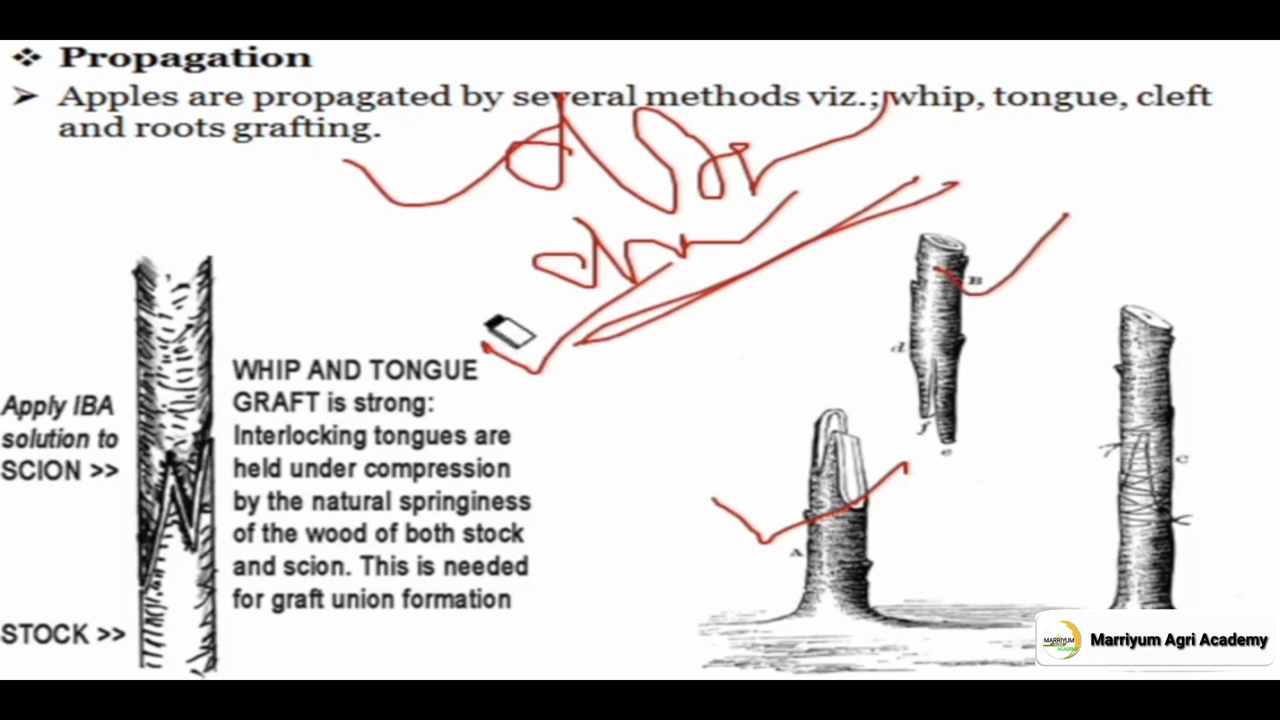 ❖ Propagation
➤ Apples are propagated by several methods viz.; whip, tongue, cleft
and roots grafting.
Apply IBA
solution to
SCION >>
STOCK >>
WHIP AND TONGUE
GRAFT is strong:
Interlocking tongues are
held under compression
by the natural springiness
of the wood of both stock
and scion. This is needed
for graft union formation
B
d
f
e
A
C
MARRIYUM
ACADEMY
Marriyum Agri Academy